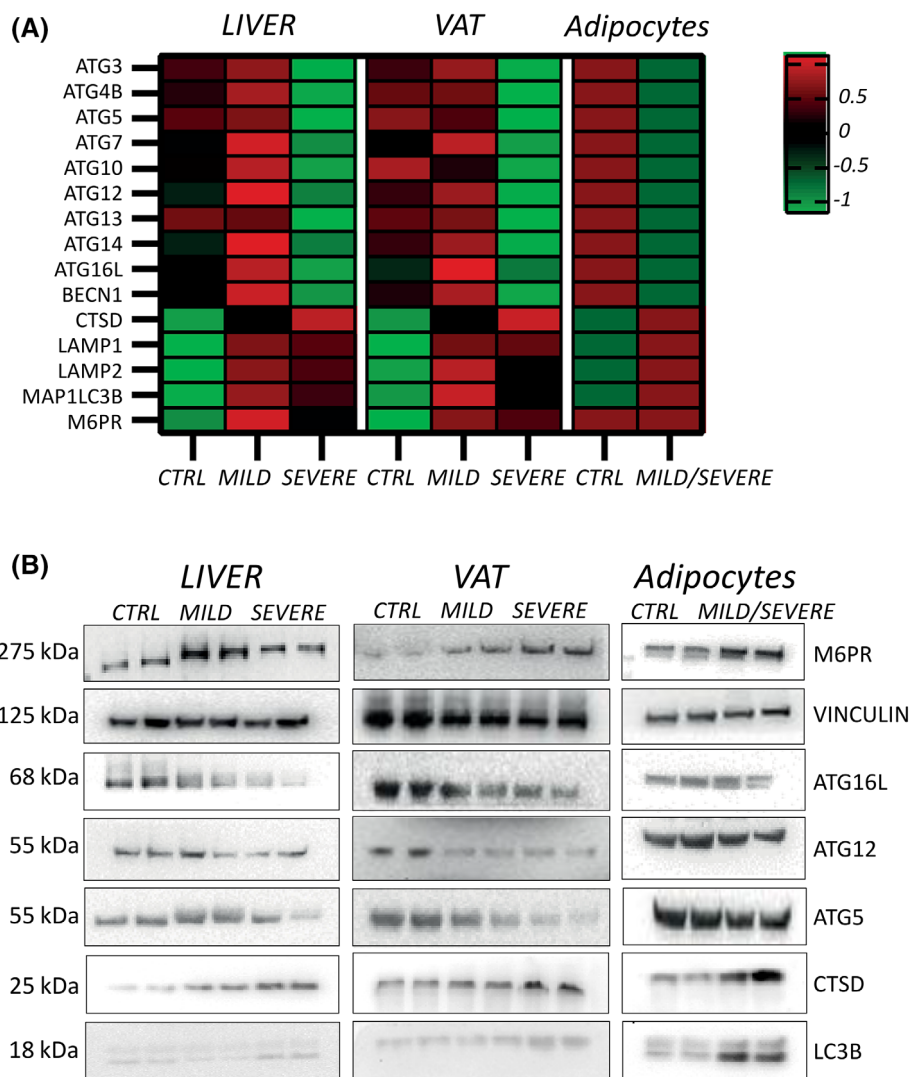 (A)
LIVER VAT Adipocytes
ATG3
ATG4B
ATG5
ATG7
ATG10
ATG12
ATG13
ATG14
ATG16L
BECN1
CTSD
LAMP1
LAMP2
MAP1LC3B
M6PR
0.5
0
-0.5
-1
CTRL MILD SEVERE CTRL MILD SEVERE CTRL MILD/SEVERE
(B)
LIVER VAT Adipocytes
CTRL MILD SEVERE CTRL MILD SEVERE CTRL MILD/SEVERE
275 kDa M6PR
125 kDa VINCULIN
68 kDa ATG16L
55 kDa ATG12
55 kDa ATG5
25 kDa CTSD
18 kDa LC3B